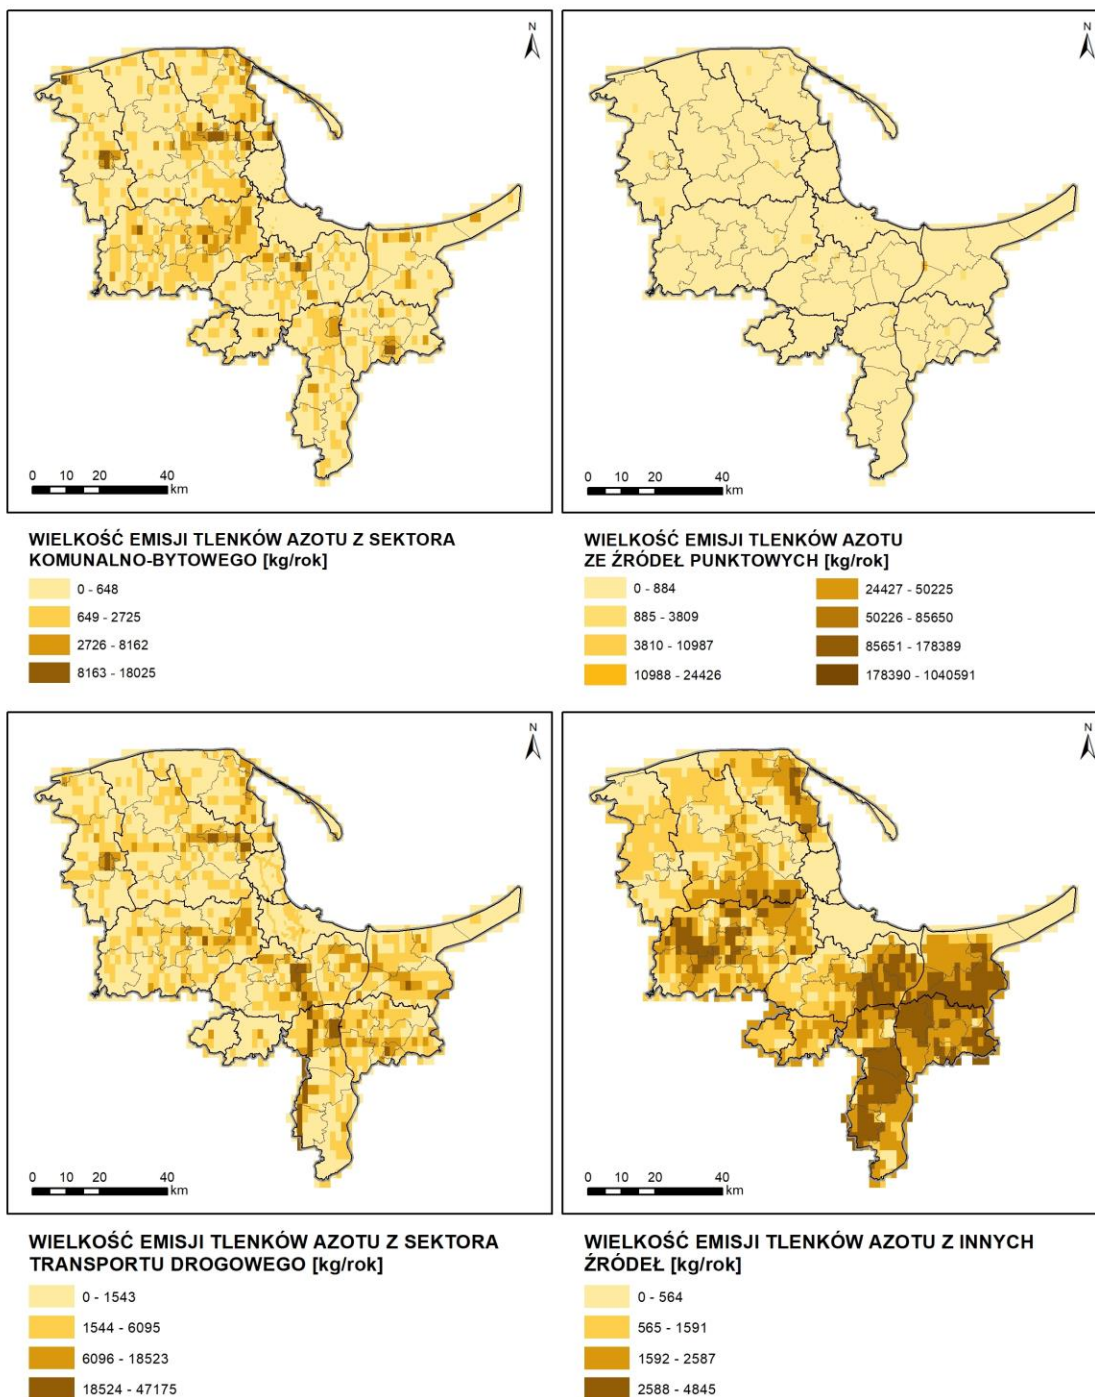 N
N
0 10 20 40
km
0 10 20 40
km
WIELKOŚĆ EMISJI TLENKÓW AZOTU Z SEKTORA
KOMUNALNO-BYTOWEGO [kg/rok]
0 - 648
649 - 2725
2726 - 8162
8163 - 18025
WIELKOŚĆ EMISJI TLENKÓW AZOTU
ZE ŹRÓDEŁ PUNKTOWYCH [kg/rok]
0 - 884
885 - 3809
3810 - 10987
10988 - 24426
24427 - 50225
50226 - 85650
85651 - 178389
178390 - 1040591
N
N
0 10 20 40
km
0 10 20 40
km
WIELKOŚĆ EMISJI TLENKÓW AZOTU Z SEKTORA
TRANSPORTU DROGOWEGO [kg/rok]
0 - 1543
1544 - 6095
6096 - 18523
18524 - 47175
WIELKOŚĆ EMISJI TLENKÓW AZOTU Z INNYCH
ŹRÓDEŁ [kg/rok]
0 - 564
565 - 1591
1592 - 2587
2588 - 4845